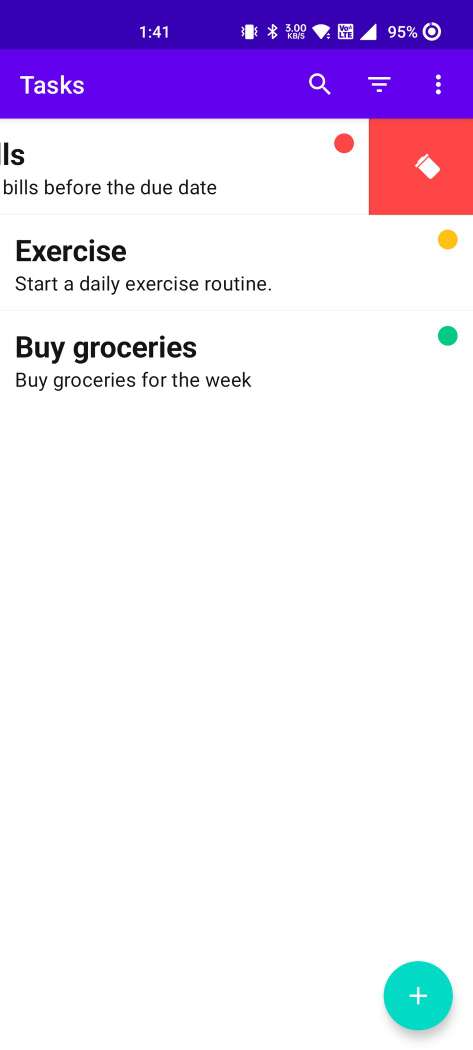 1:41
3.00
KB/S
Vo
LTE
95%
Tasks
lls
bills before the due date
Exercise
Start a daily exercise routine.
Buy groceries
Buy groceries for the week